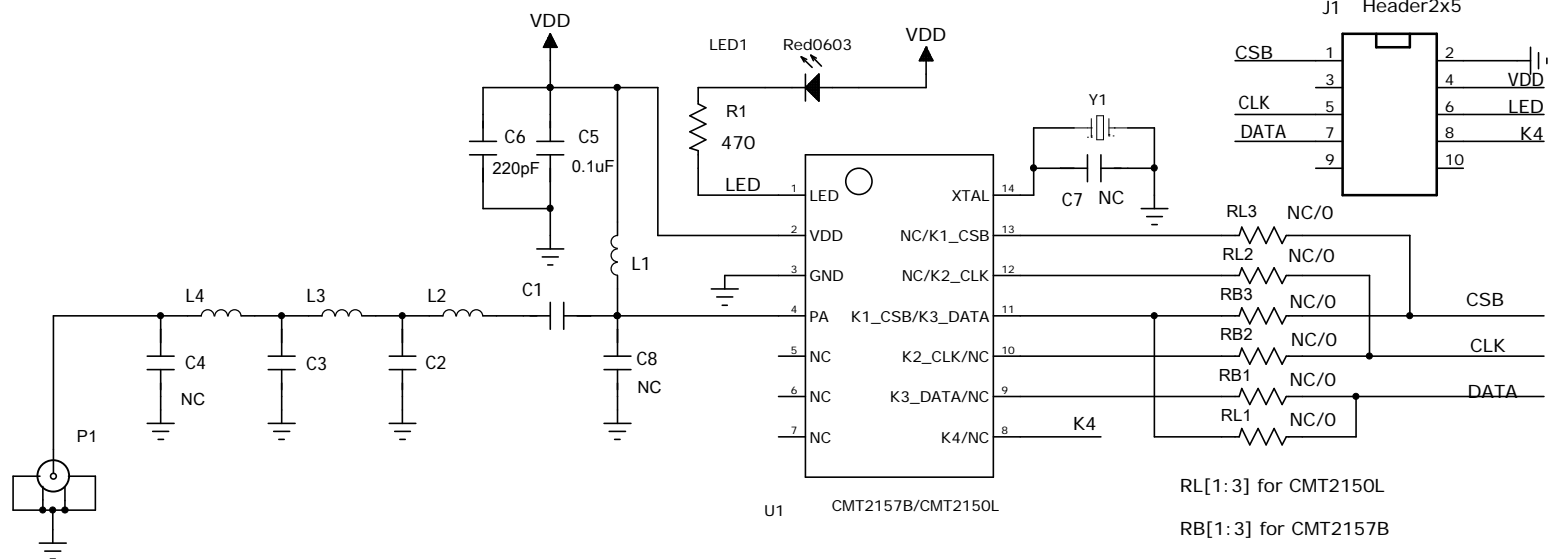 J1 Header2x5
VDD
LED1 Red0603 VDD
CSB 1 2
3 4 VDD
CLK 5 6 LED
DATA 7 8 K4
9 10
Y1
C6 C5
220pF 0.1uF
R1
470
C7 NC
LED 1 LED XTAL 14
2 VDD NC/K1_CSB 13 RL3 NC/0
3 GND NC/K2_CLK 12 RL2 NC/0
4 PA K1_CSB/K3_DATA 11 RB3 NC/0 CSB
5 NC K2_CLK/NC 10 RB2 NC/0 CLK
6 NC K3_DATA/NC 9 RB1 NC/0 DATA
7 NC K4/NC 8 K4 RL1 NC/0
L1
L4 L3 L2 C1
C4 C3 C2 C8
NC NC
P1
U1 CMT2157B/CMT2150L
RL[1:3] for CMT2150L
RB[1:3] for CMT2157B